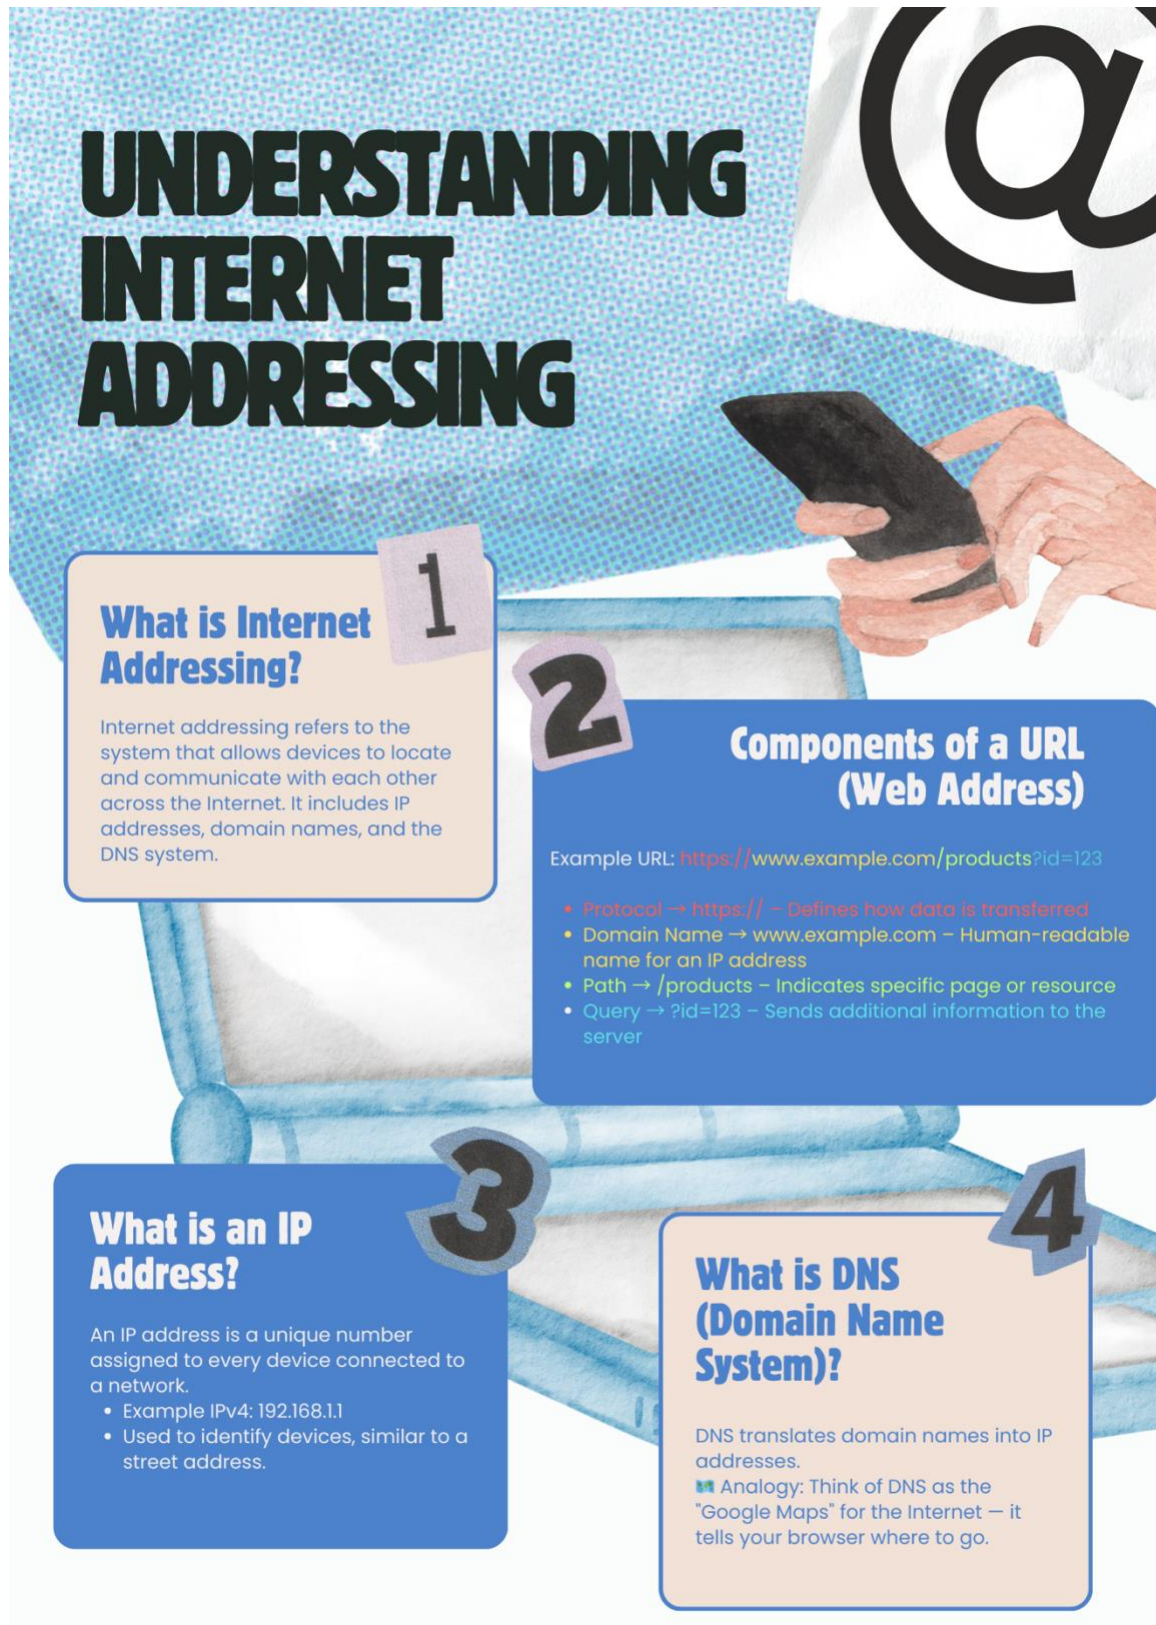 @
UNDERSTANDING
INTERNET
ADDRESSING
1
What is Internet
Addressing?
Internet addressing refers to the
system that allows devices to locate
and communicate with each other
across the Internet. It includes IP
addresses, domain names, and the
DNS system.
2
Components of a URL
(Web Address)
Example URL: https://www.example.com/products?id=123
• Protocol → https:// – Defines how data is transferred
• Domain Name → www.example.com – Human-readable
name for an IP address
• Path → /products – Indicates specific page or resource
• Query → ?id=123 – Sends additional information to the
server
3
What is an IP
Address?
An IP address is a unique number
assigned to every device connected to
a network.
• Example IPv4: 192.168.1.1
• Used to identify devices, similar to a
street address.
4
What is DNS
(Domain Name
System)?
DNS translates domain names into IP
addresses.
🗺️ Analogy: Think of DNS as the
"Google Maps" for the Internet — it
tells your browser where to go.